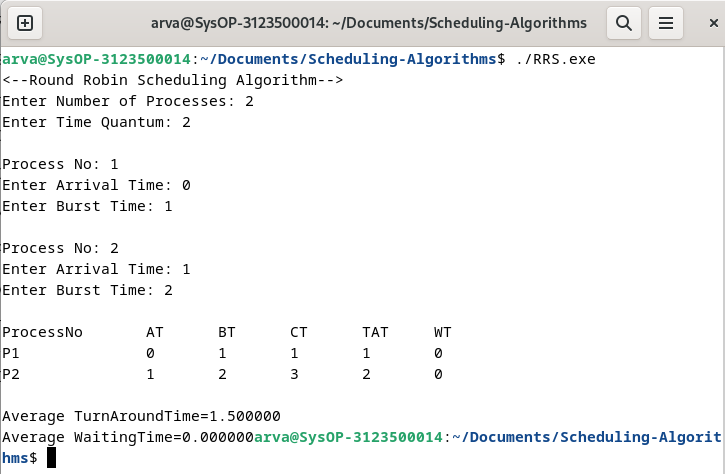 arva@SysOP-3123500014: ~/Documents/Scheduling-Algorithms
arva@SysOP-3123500014:~/Documents/Scheduling-Algorithms$ ./RRS.exe
<--Round Robin Scheduling Algorithm-->
Enter Number of Processes: 2
Enter Time Quantum: 2

Process No: 1
Enter Arrival Time: 0
Enter Burst Time: 1

Process No: 2
Enter Arrival Time: 1
Enter Burst Time: 2

ProcessNo       AT      BT      CT      TAT     WT
P1              0       1       1       1       0
P2              1       2       3       2       0

Average TurnAroundTime=1.500000
Average WaitingTime=0.000000arva@SysOP-3123500014:~/Documents/Scheduling-Algorit
hms$